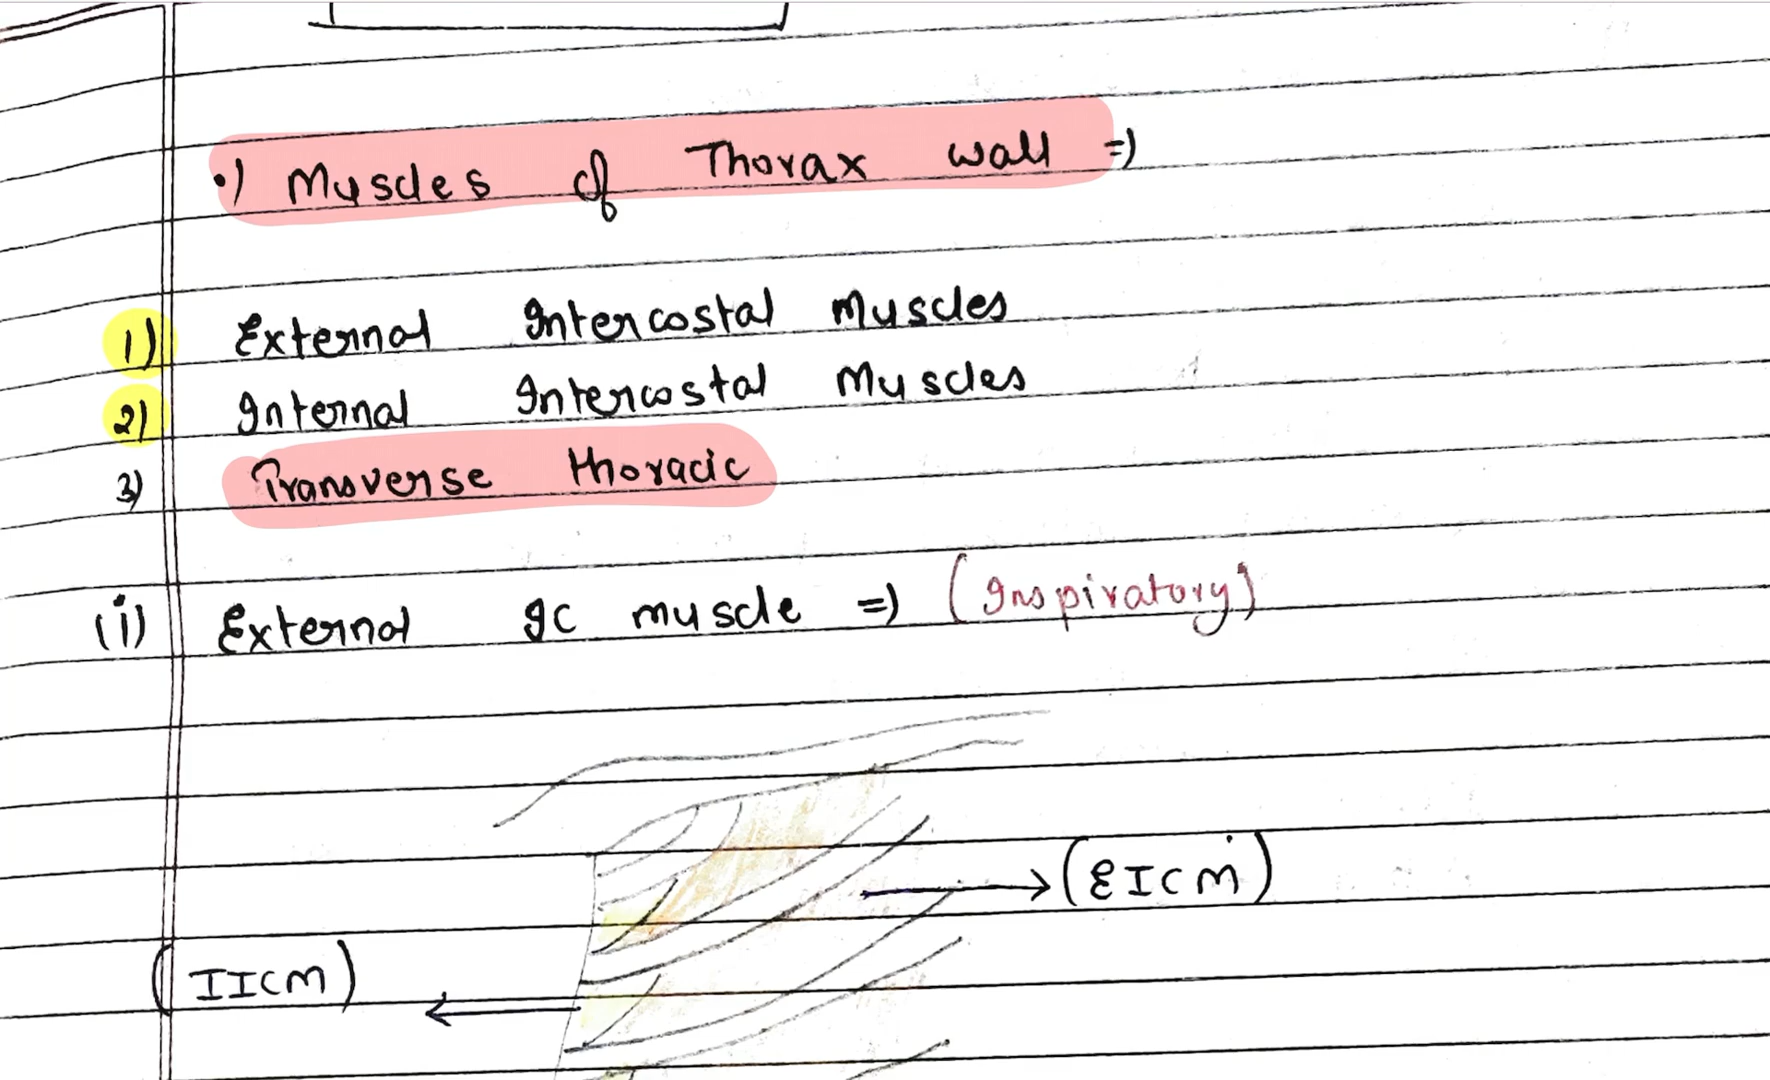 •) Muscles of Thorax wall =)
1) External Intercostal Muscles
2) Internal Intercostal Muscles
3) Transverse thoracic
(i) External IC muscle =) (Inspiratory)
(EICM)
(IICM)